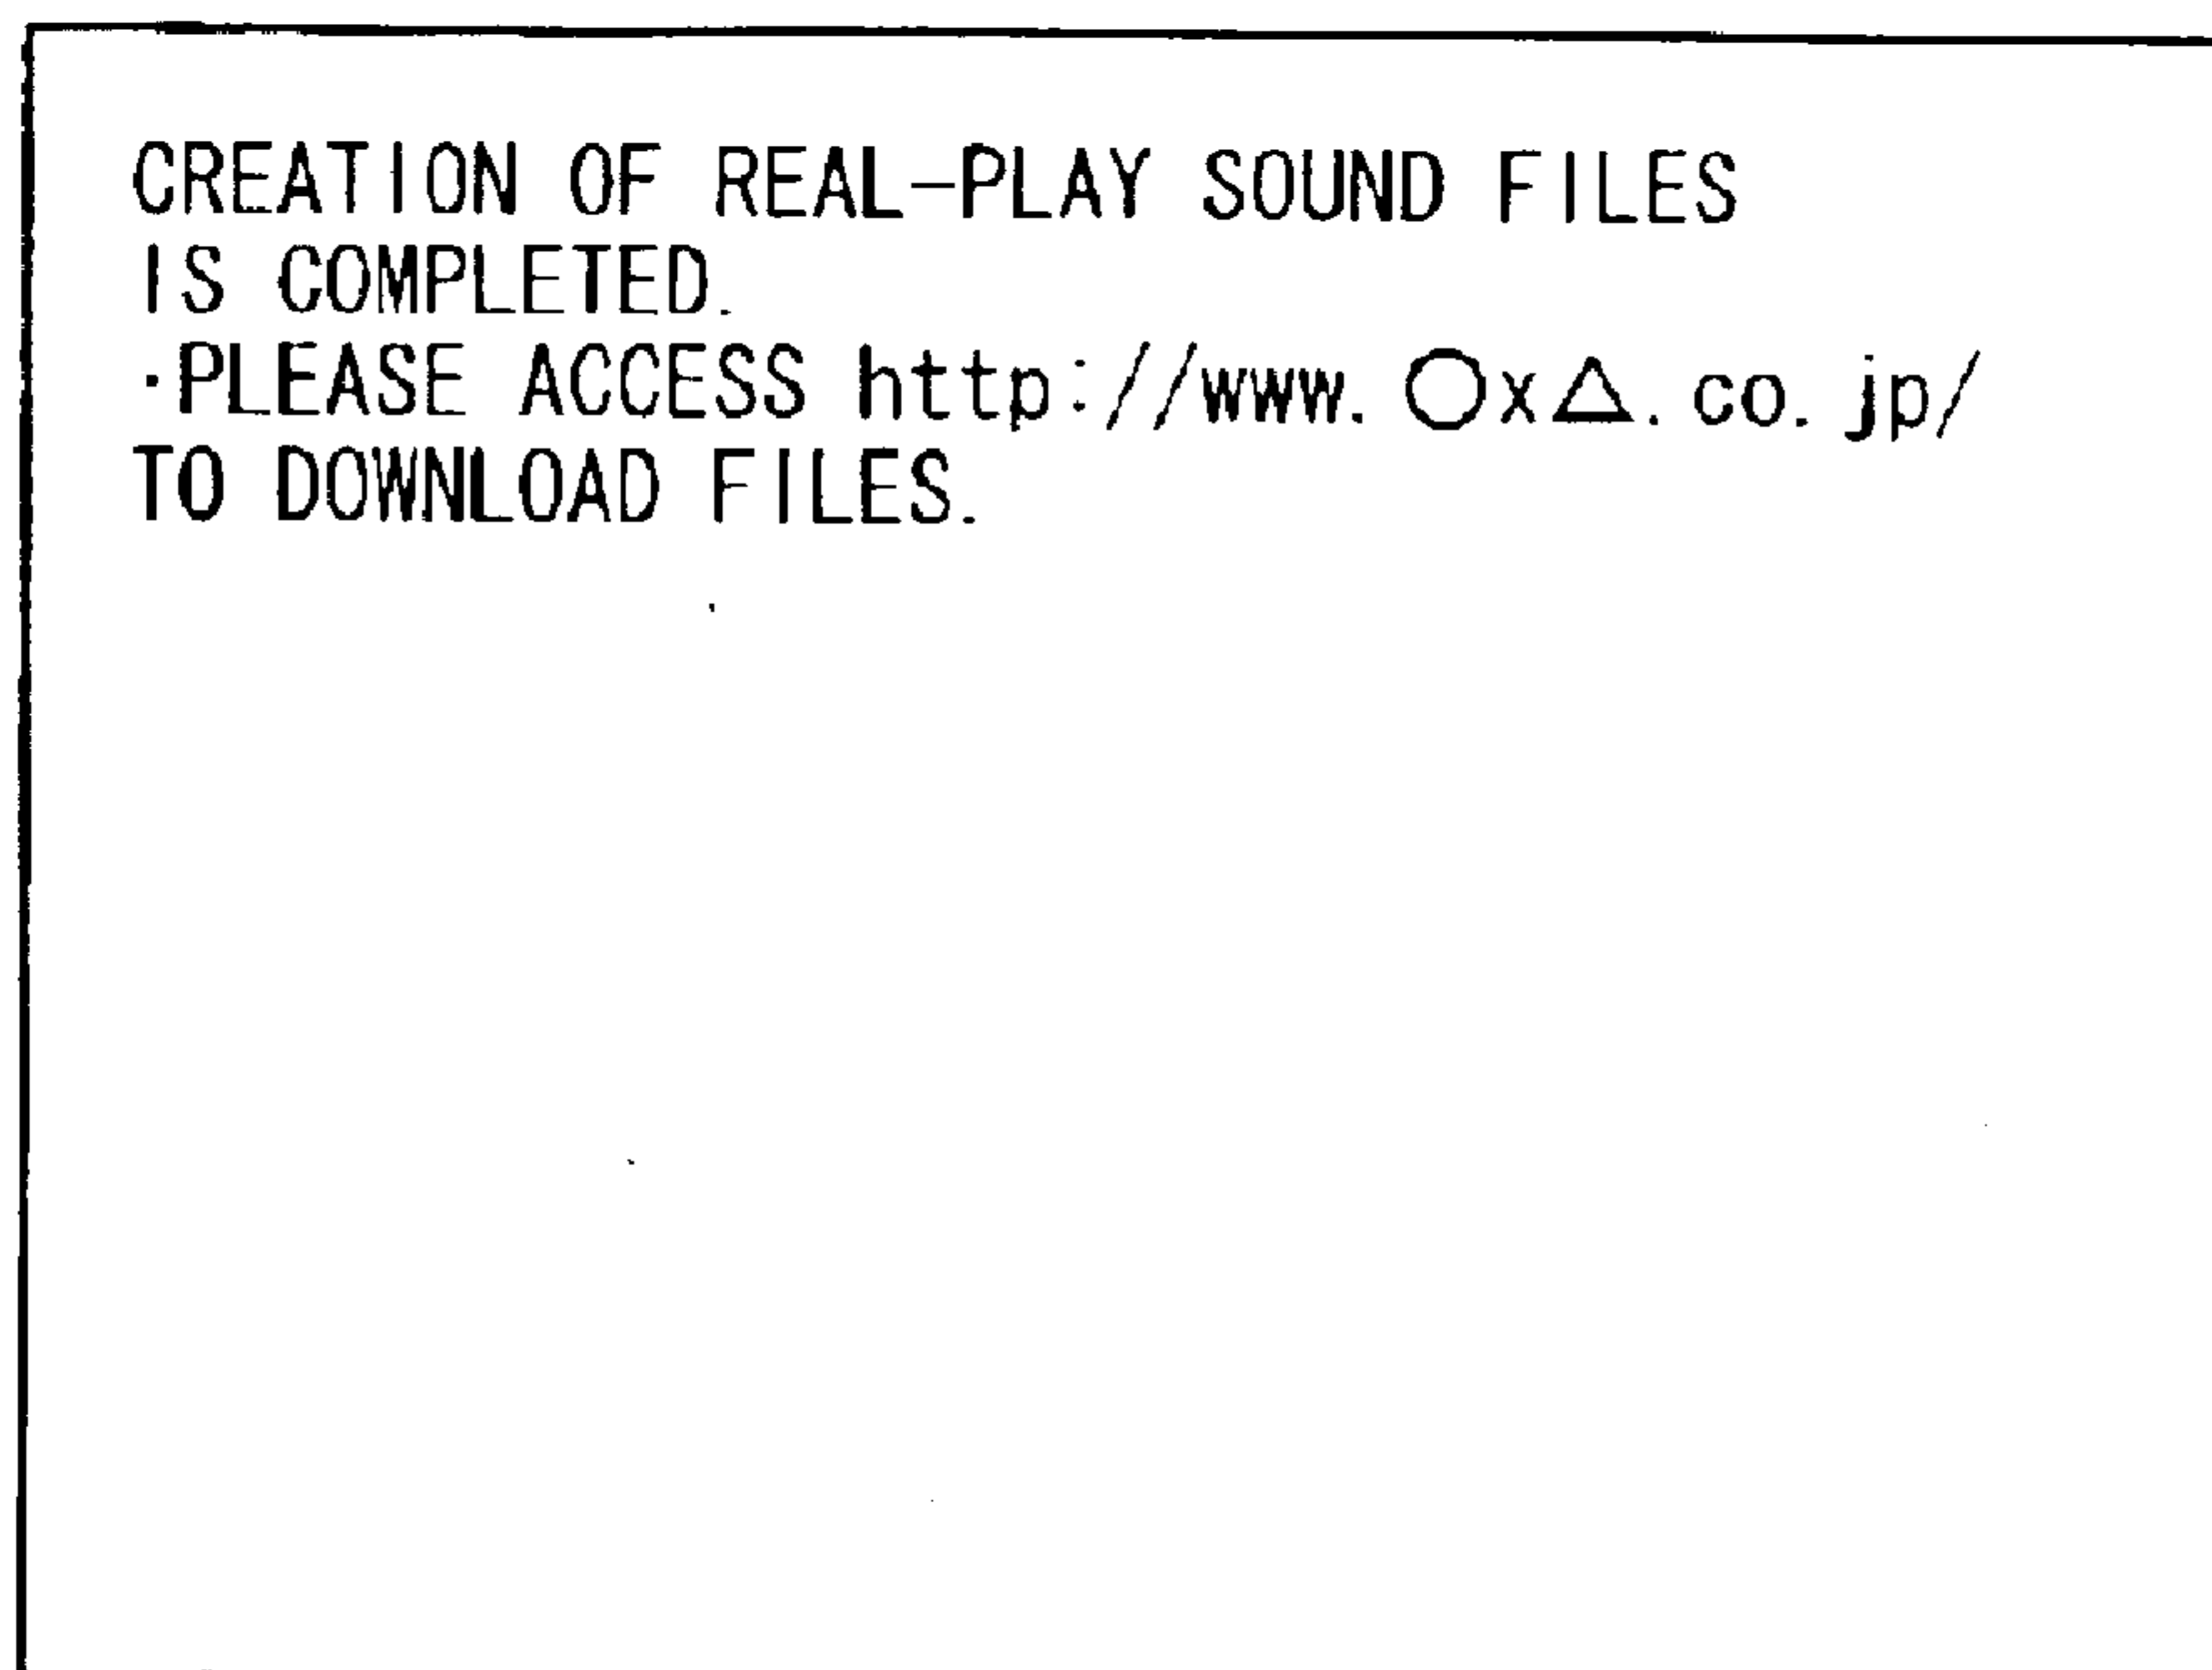 CREATION OF REAL-PLAY SOUND FILES
IS COMPLETED.
・PLEASE ACCESS http://www.○x△.co.jp/
TO DOWNLOAD FILES.